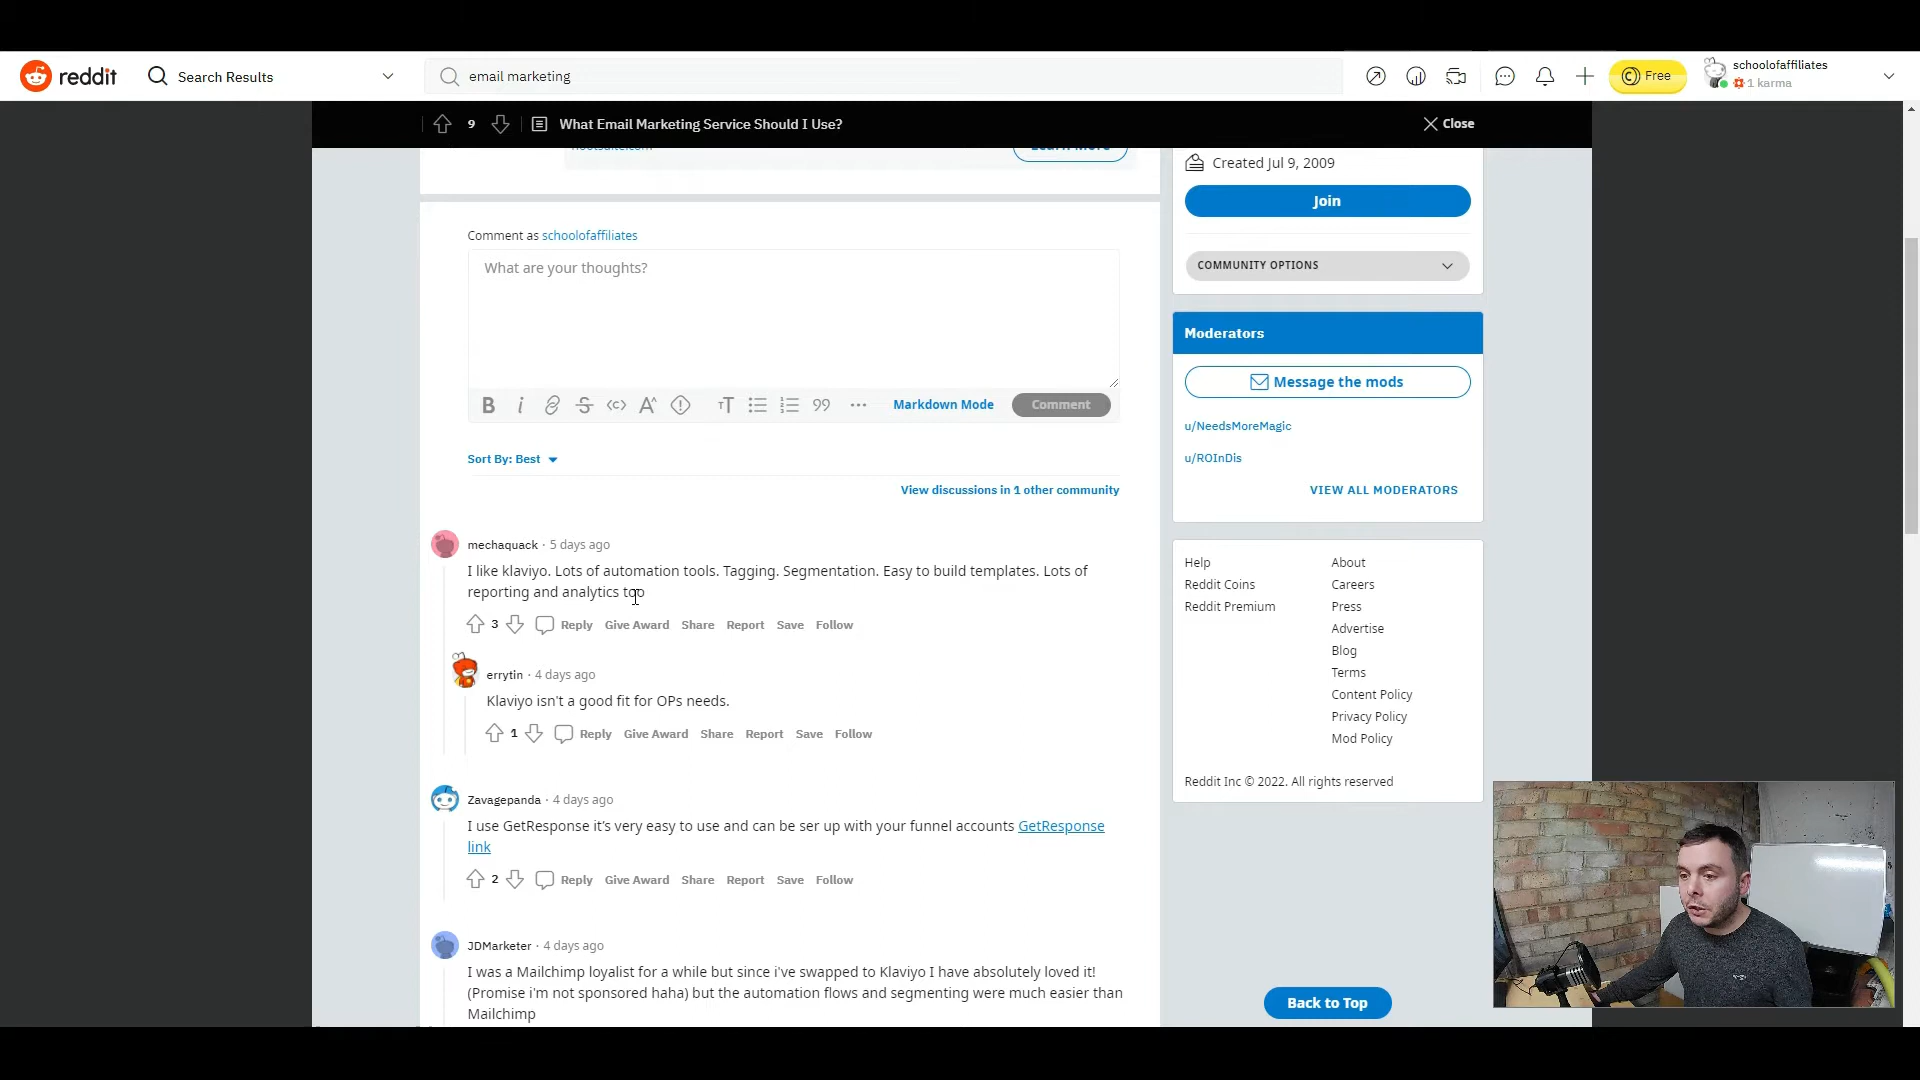 reddit
Search Results
email marketing
Free
schoolofaffiliates
1 karma
9
What Email Marketing Service Should I Use?
Close
Created Jul 9, 2009
Join
Comment as schoolofaffiliates
What are your thoughts?
COMMUNITY OPTIONS
Moderators
Message the mods
Markdown Mode
Comment
u/NeedsMoreMagic
u/ROInDis
Sort By: Best
VIEW ALL MODERATORS
View discussions in 1 other community
mechaquack · 5 days ago
I like klaviyo. Lots of automation tools. Tagging. Segmentation. Easy to build templates. Lots of
reporting and analytics too
3 Reply Give Award Share Report Save Follow
errytin · 4 days ago
Klaviyo isn't a good fit for OPs needs.
1 Reply Give Award Share Report Save Follow
Zavagepanda · 4 days ago
I use GetResponse it’s very easy to use and can be ser up with your funnel accounts GetResponse
link
2 Reply Give Award Share Report Save Follow
JDMarketer · 4 days ago
I was a Mailchimp loyalist for a while but since i've swapped to Klaviyo I have absolutely loved it!
(Promise i'm not sponsored haha) but the automation flows and segmenting were much easier than
Mailchimp
Help About
Reddit Coins Careers
Reddit Premium Press
Advertise
Blog
Terms
Content Policy
Privacy Policy
Mod Policy
Reddit Inc © 2022. All rights reserved
Back to Top